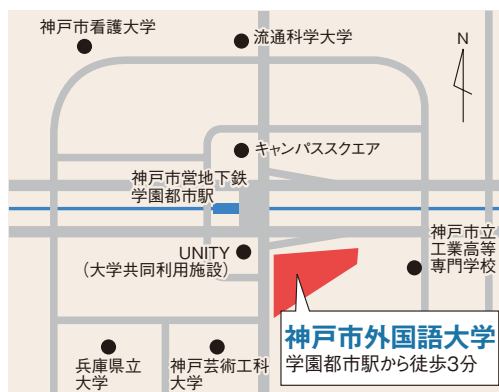 神戸市看護大学
流通科学大学
N
キャンパススクエア
神戸市営地下鉄
学園都市駅
UNITY
（大学共同利用施設）
神戸市立
工業高等
専門学校
神戸市外国語大学
学園都市駅から徒歩3分
兵庫県立
大学
神戸芸術工科
大学